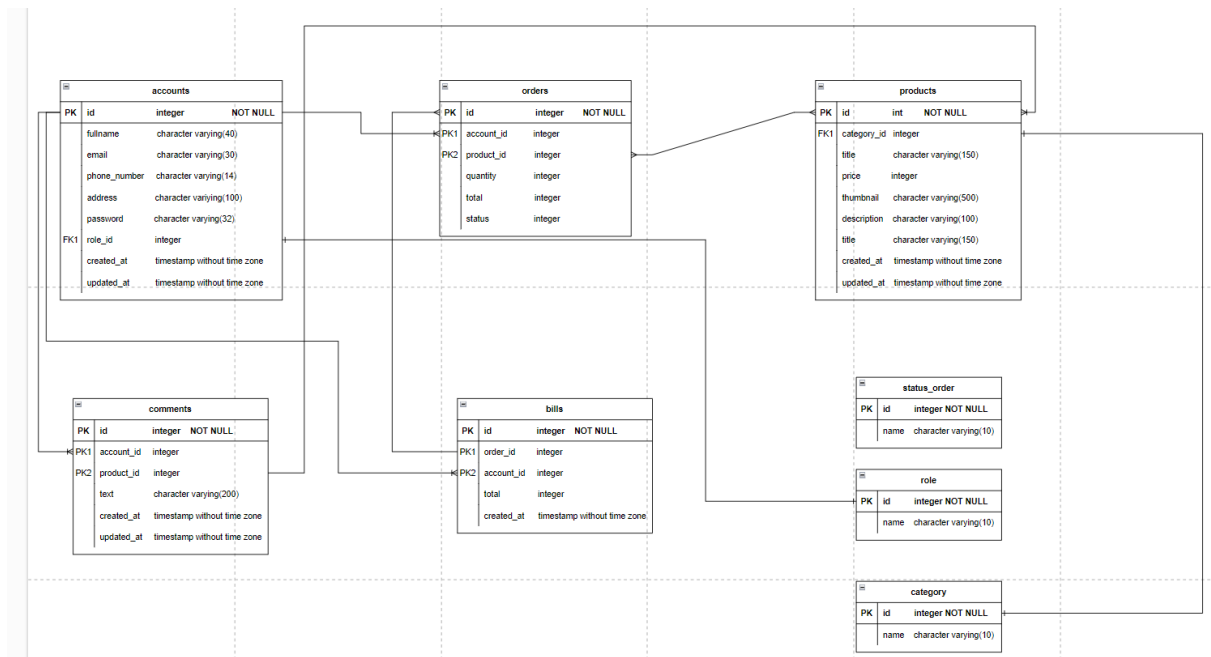 accounts
PK id integer NOT NULL
fullname character varying(40)
email character varying(30)
phone_number character varying(14)
address character variying(100)
password character varying(32)
FK1 role_id integer
created_at timestamp without time zone
updated_at timestamp without time zone
orders
PK id integer NOT NULL
PK1 account_id integer
PK2 product_id integer
quantity integer
total integer
status integer
products
PK id int NOT NULL
FK1 category_id integer
title character varying(150)
price integer
thumbnail character varying(500)
description character varying(100)
title character varying(150)
created_at timestamp without time zone
updated_at timestamp without time zone
comments
PK id integer NOT NULL
PK1 account_id integer
PK2 product_id integer
text character varying(200)
created_at timestamp without time zone
updated_at timestamp without time zone
bills
PK id integer NOT NULL
PK1 order_id integer
PK2 account_id integer
total integer
created_at timestamp without time zone
status_order
PK id integer NOT NULL
name character varying(10)
role
PK id integer NOT NULL
name character varying(10)
category
PK id integer NOT NULL
name character varying(10)